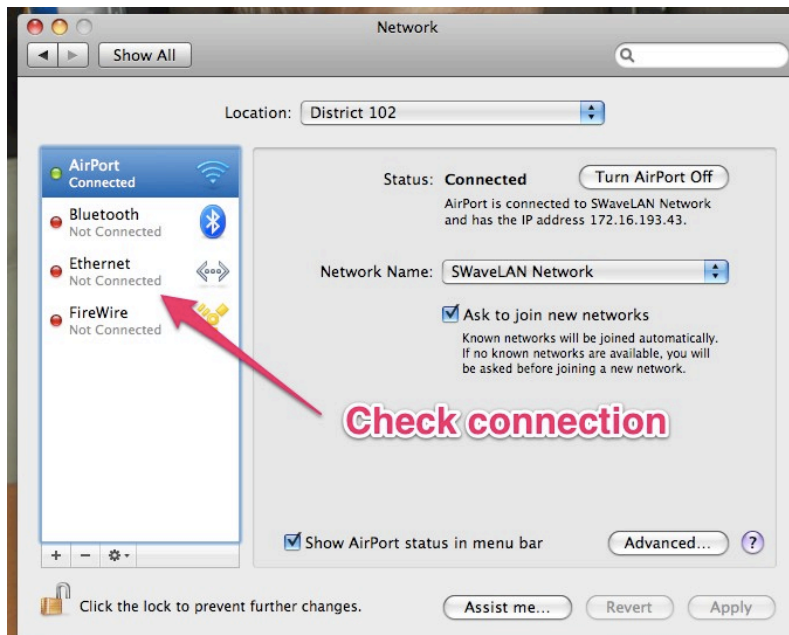 Network
Show All
Location: District 102
AirPort
Connected
Bluetooth
Not Connected
Ethernet
Not Connected
FireWire
Not Connected
Status: Connected
Turn AirPort Off
AirPort is connected to SWaveLAN Network
and has the IP address 172.16.193.43.
Network Name: SWaveLAN Network
Ask to join new networks
Known networks will be joined automatically.
If no known networks are available, you will
be asked before joining a new network.
Check connection
Show AirPort status in menu bar
Advanced...
?
+ −
Click the lock to prevent further changes.
Assist me...
Revert
Apply